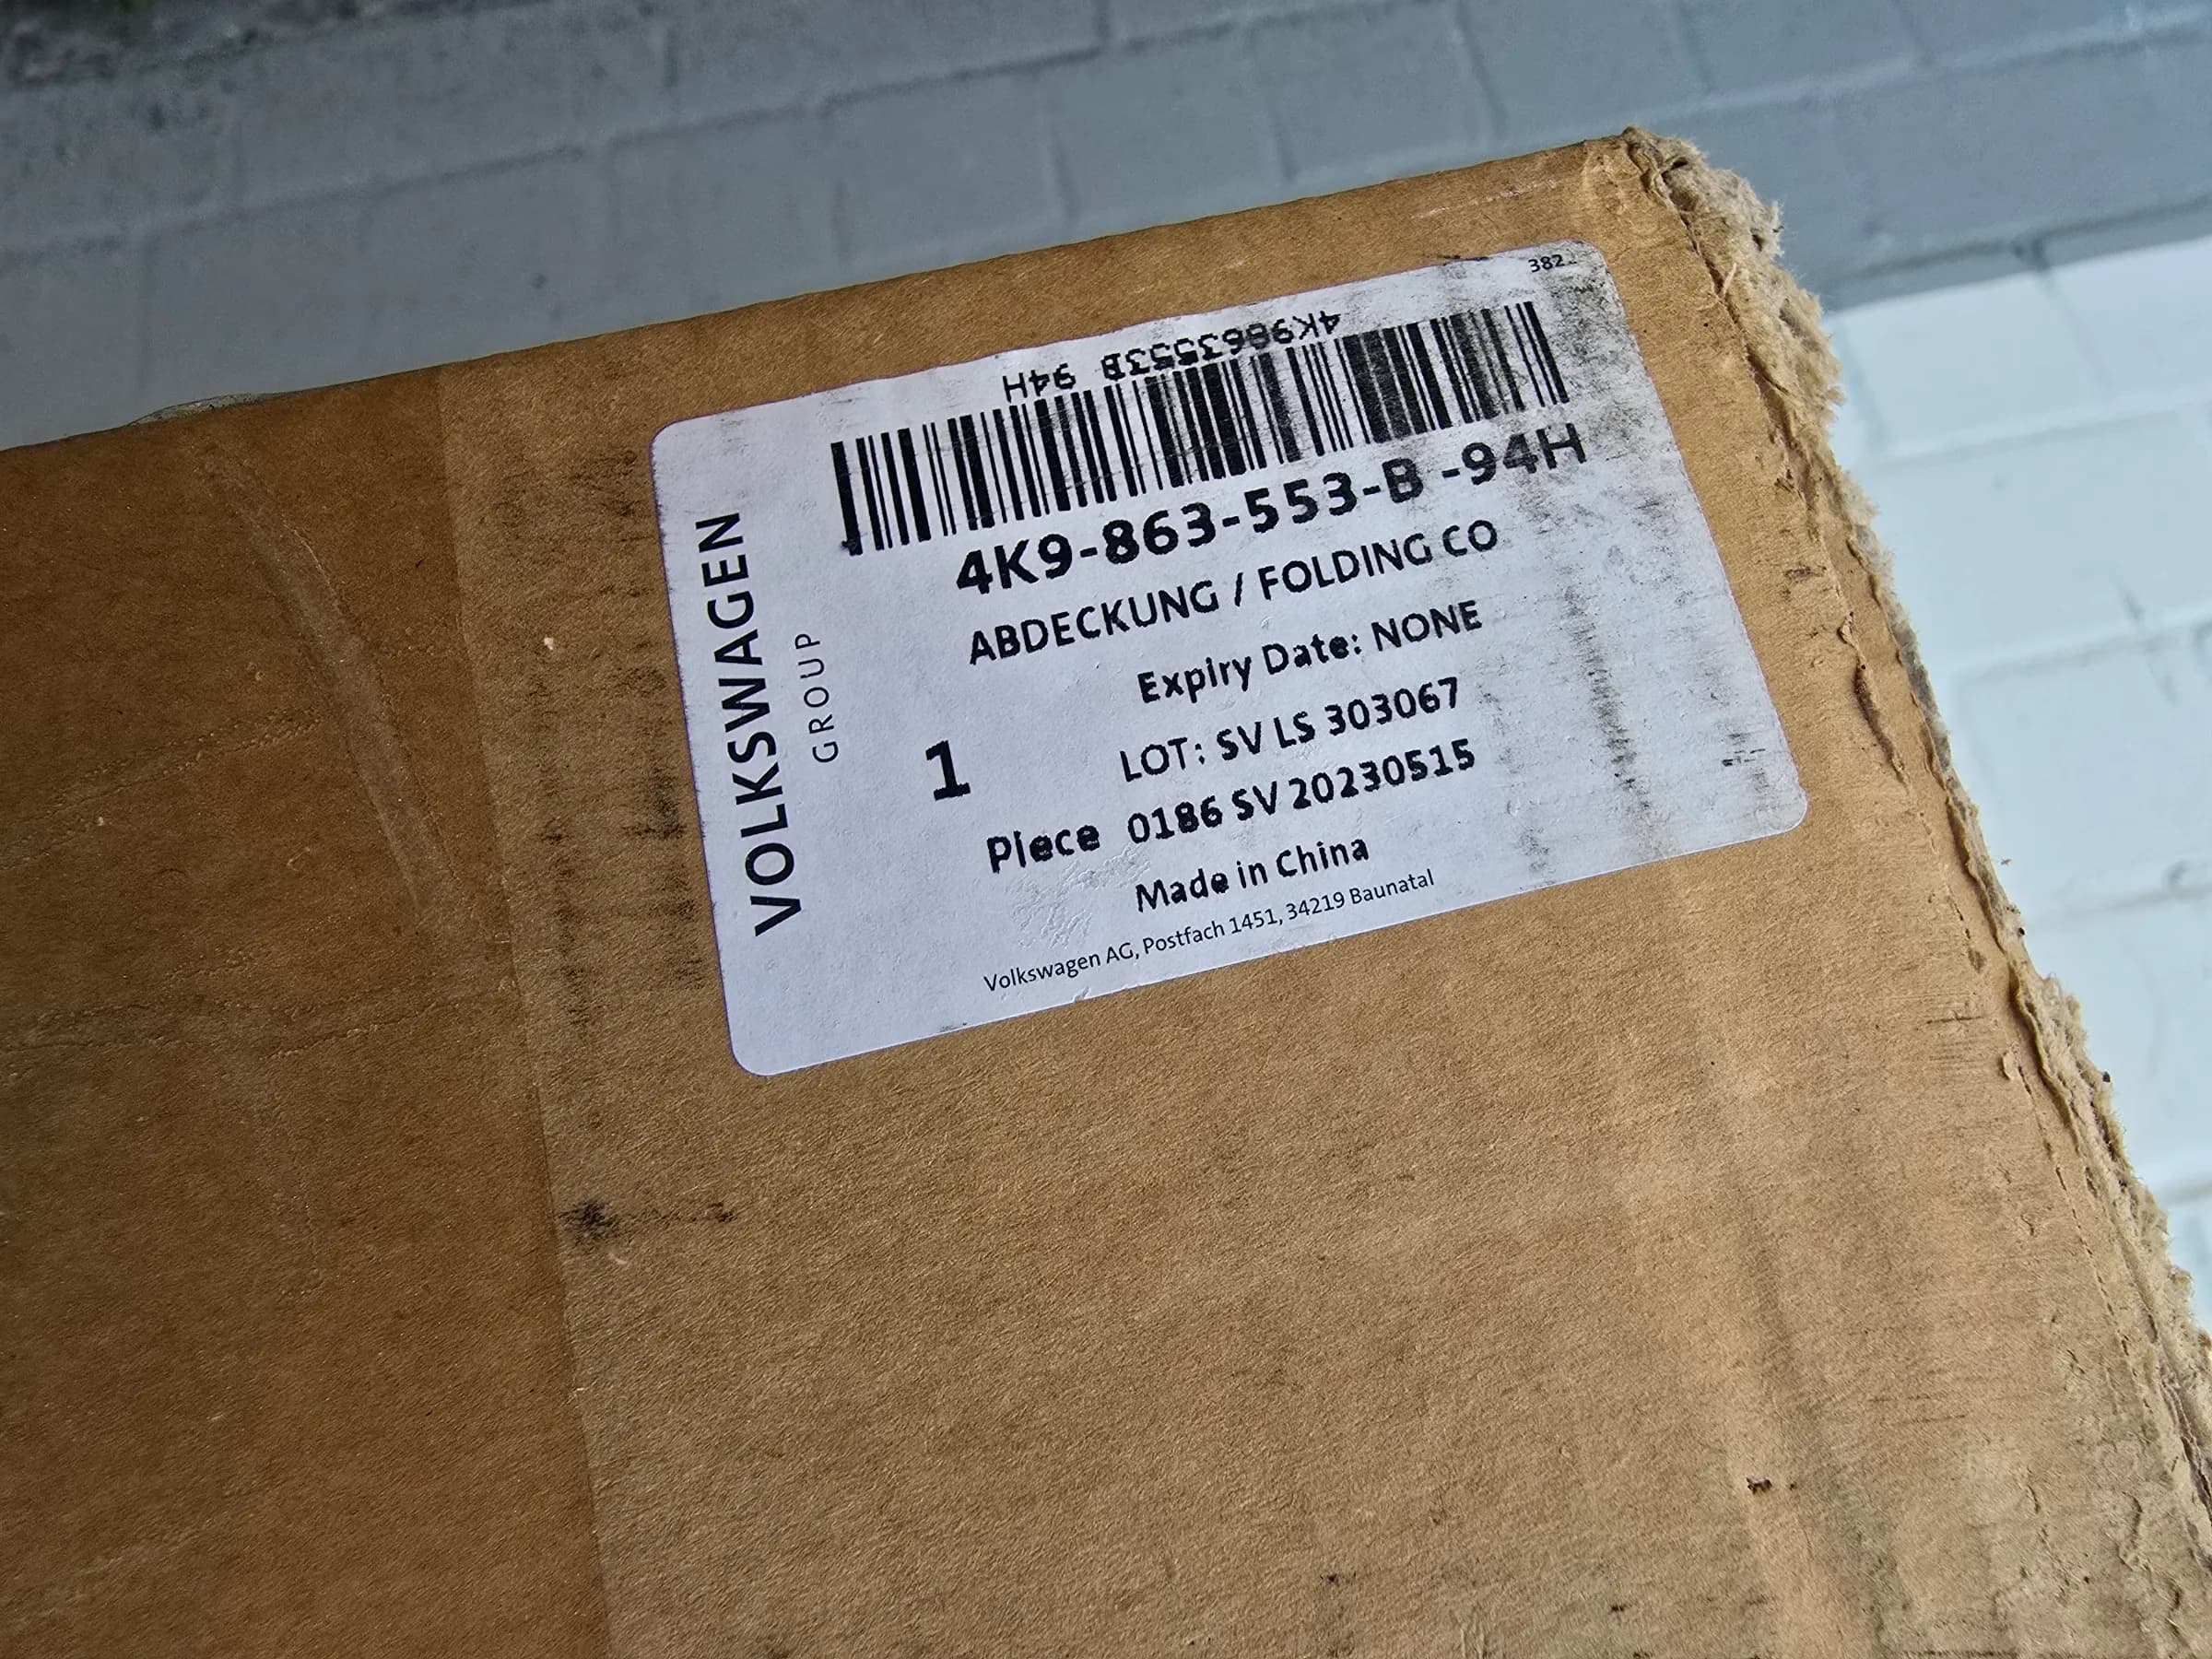 382
4K9863553B 94H
4K9-863-553-B -94H
ABDECKUNG / FOLDING CO
Expiry Date: NONE
LOT: SV LS 303067
1
Piece 0186 SV 20230515
Made in China
Volkswagen AG, Postfach 1451, 34219 Baunatal
VOLKSWAGEN
GROUP